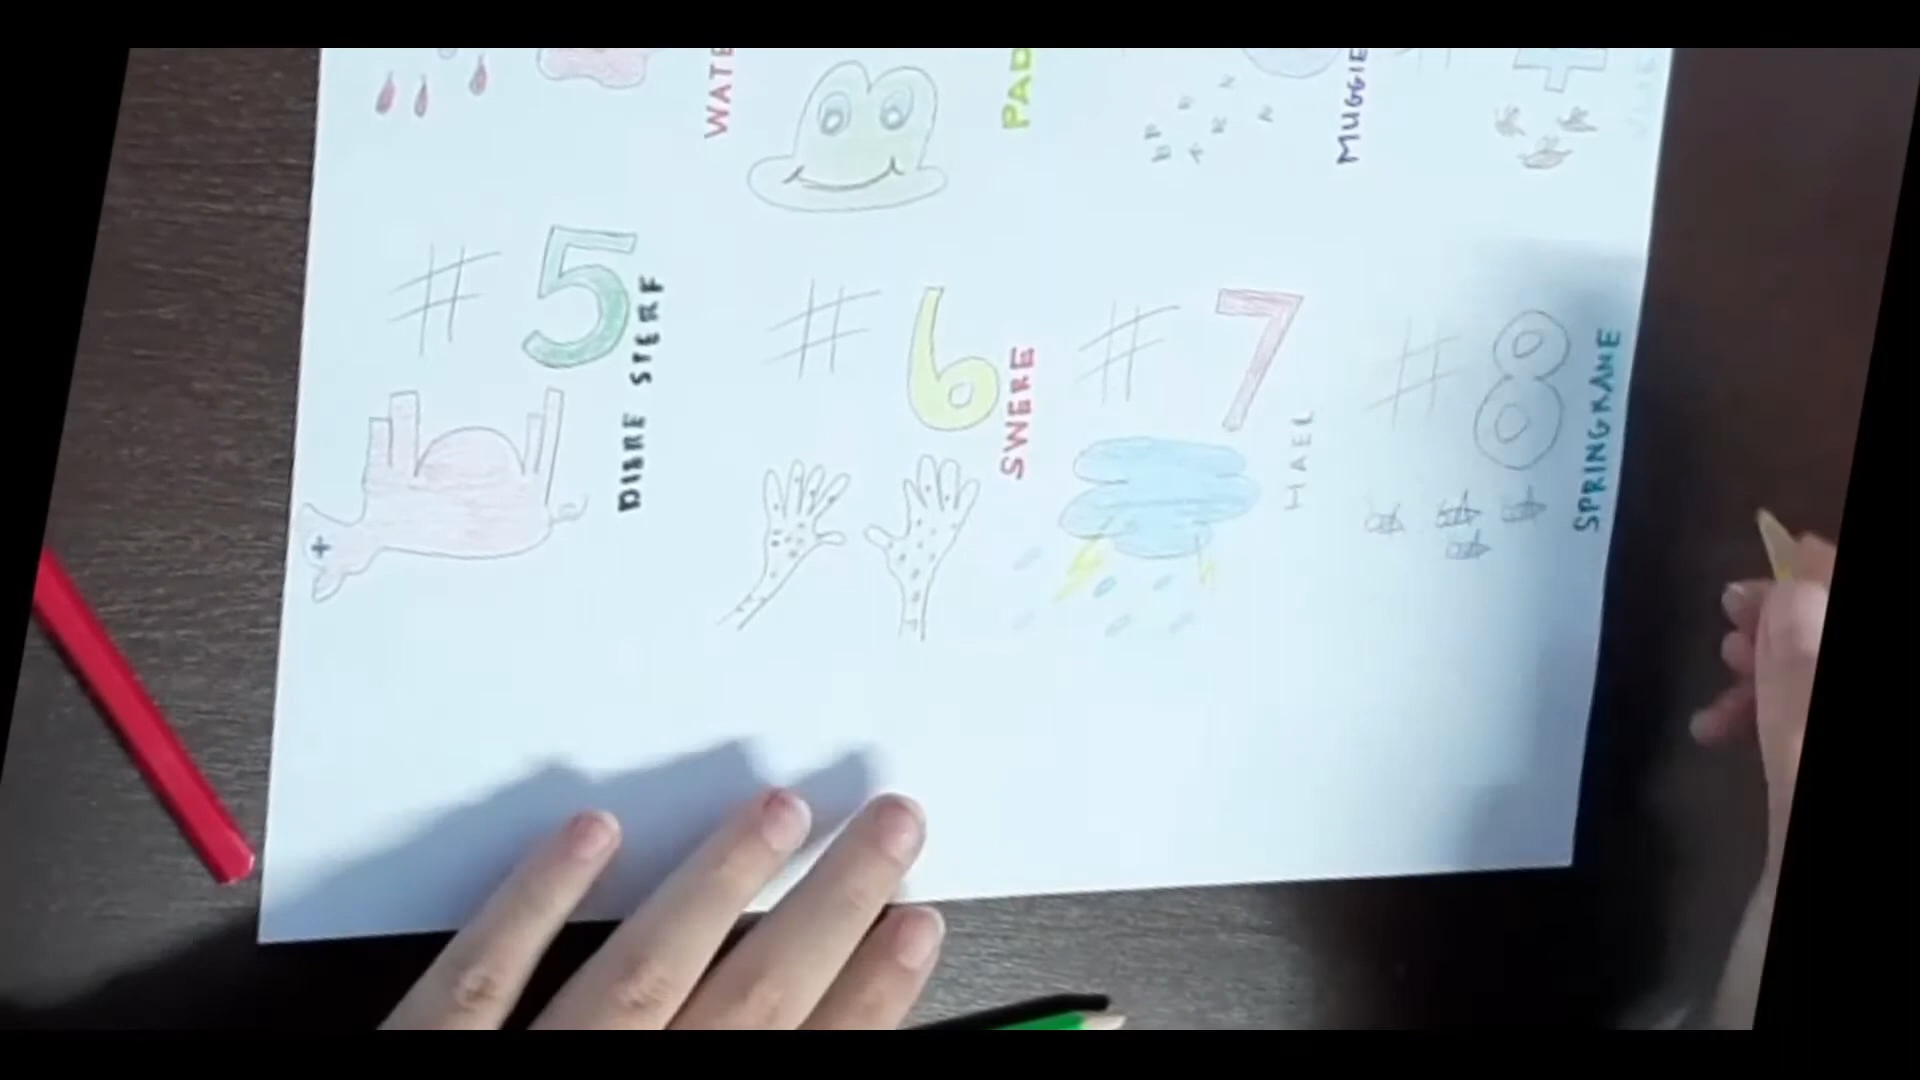 WATE
PAD
MUGGIE
#5
DIERE STERF
#6
SWERE
#7
HAEL
#8
SPRINGKANE